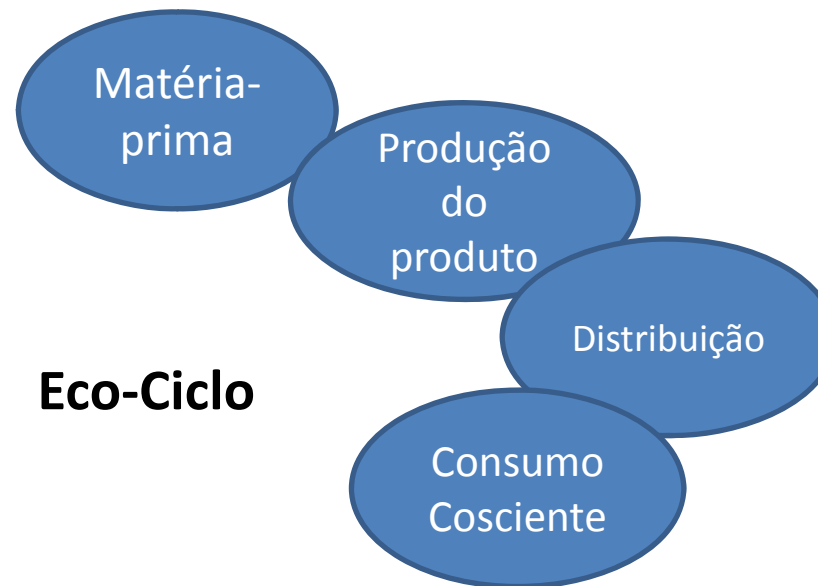 Matéria-
prima
Produção
do
produto
Distribuição
Eco-Ciclo
Consumo
Cosciente